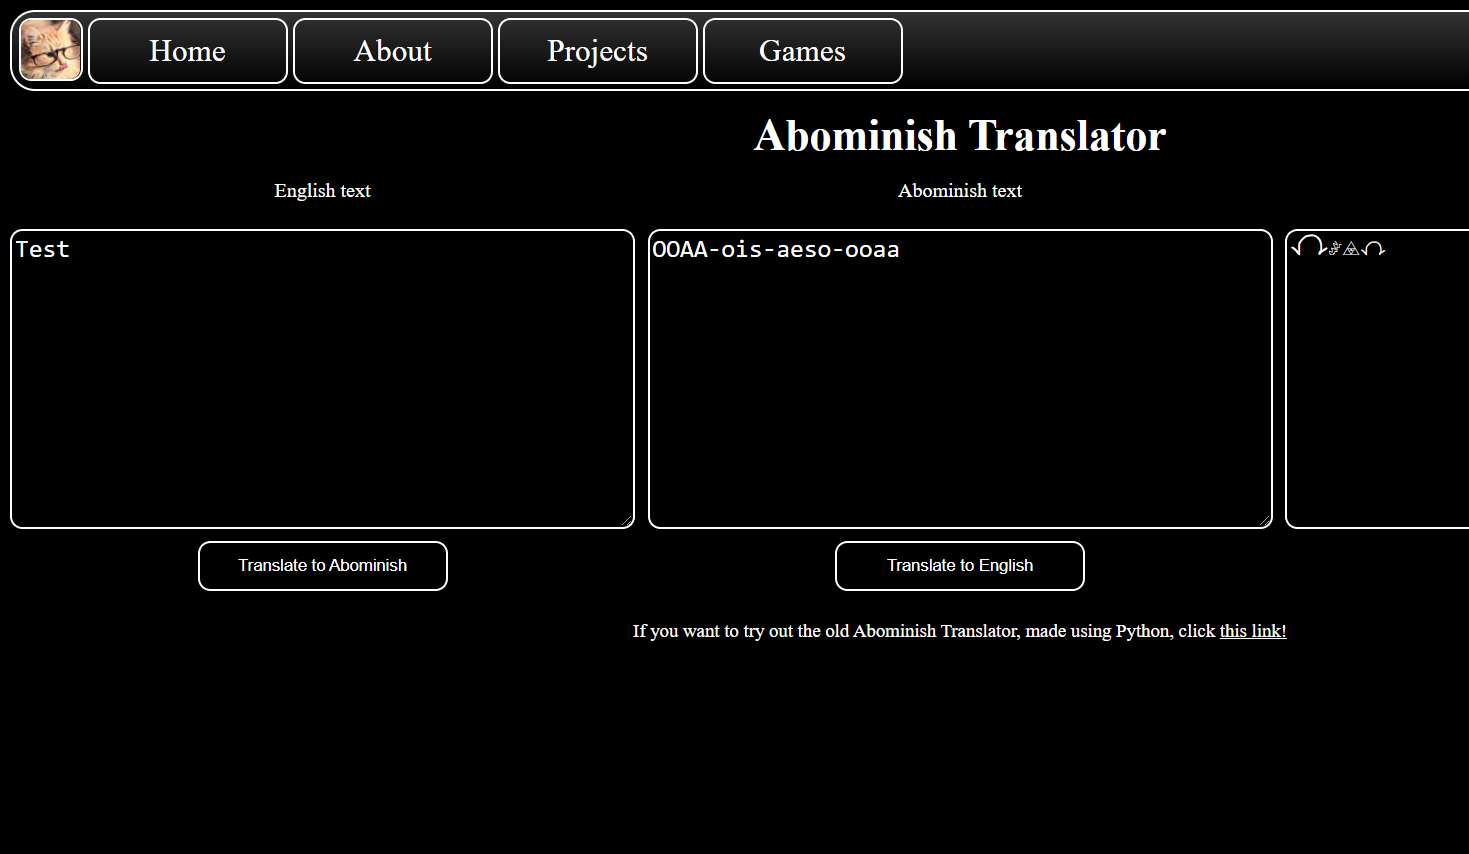 Home About Projects Games
Abominish Translator
English text
Abominish text
Test
OOAA-ois-aeso-ooaa
Translate to Abominish
Translate to English
If you want to try out the old Abominish Translator, made using Python, click this link!